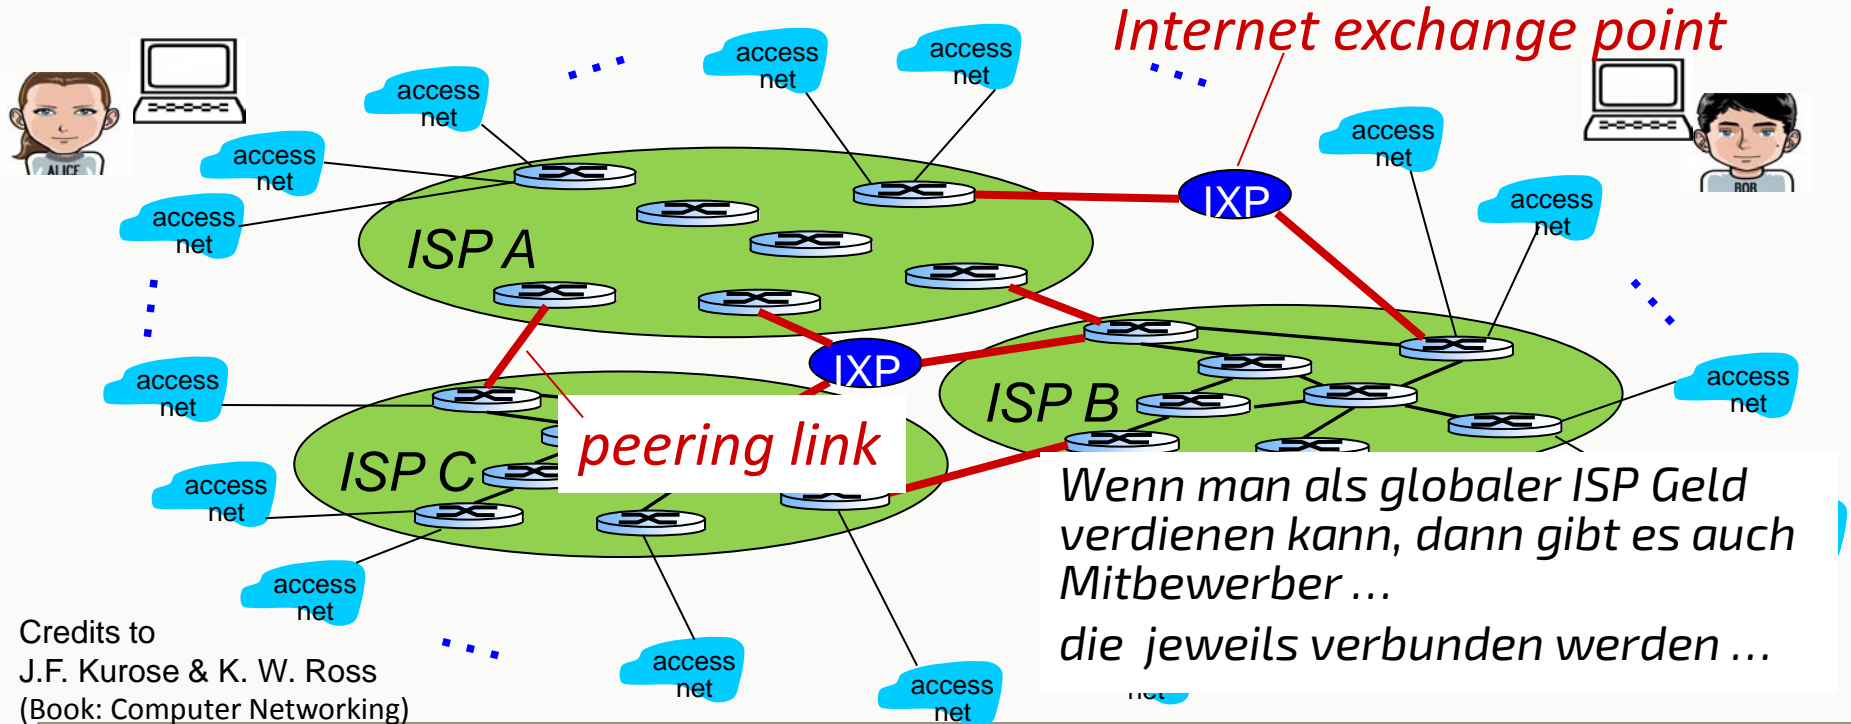 Internet exchange point
access
net
access
net
access
net
access
net
access
net
access
net
access
net
access
net
ALICE
BOB
IXP
ISP A
IXP
access
net
access
net
ISP B
peering link
ISP C
access
net
access
net
Wenn man als globaler ISP Geld
verdienen kann, dann gibt es auch
Mitbewerber ...
die jeweils verbunden werden ...
access
net
access
net
net
Credits to
J.F. Kurose & K. W. Ross
(Book: Computer Networking)